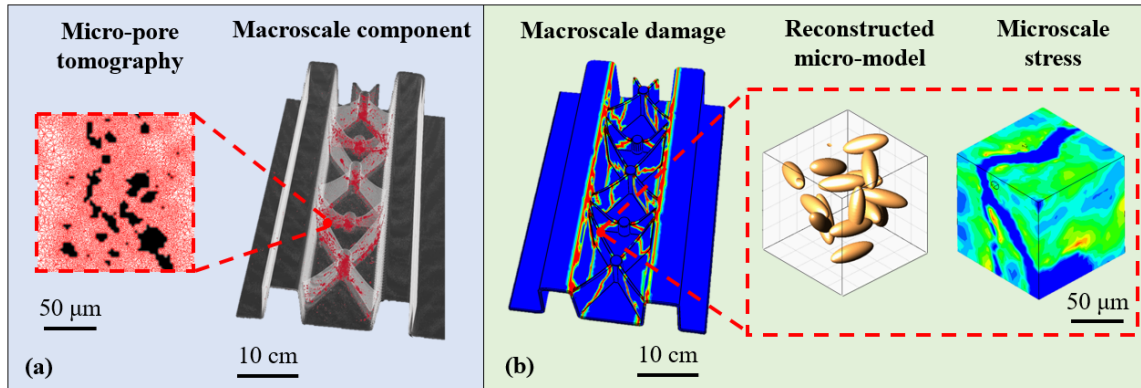 Micro-pore
tomography
Macroscale component
50 μm
10 cm
(a)
Macroscale damage
Reconstructed
micro-model
Microscale
stress
50 μm
10 cm
(b)